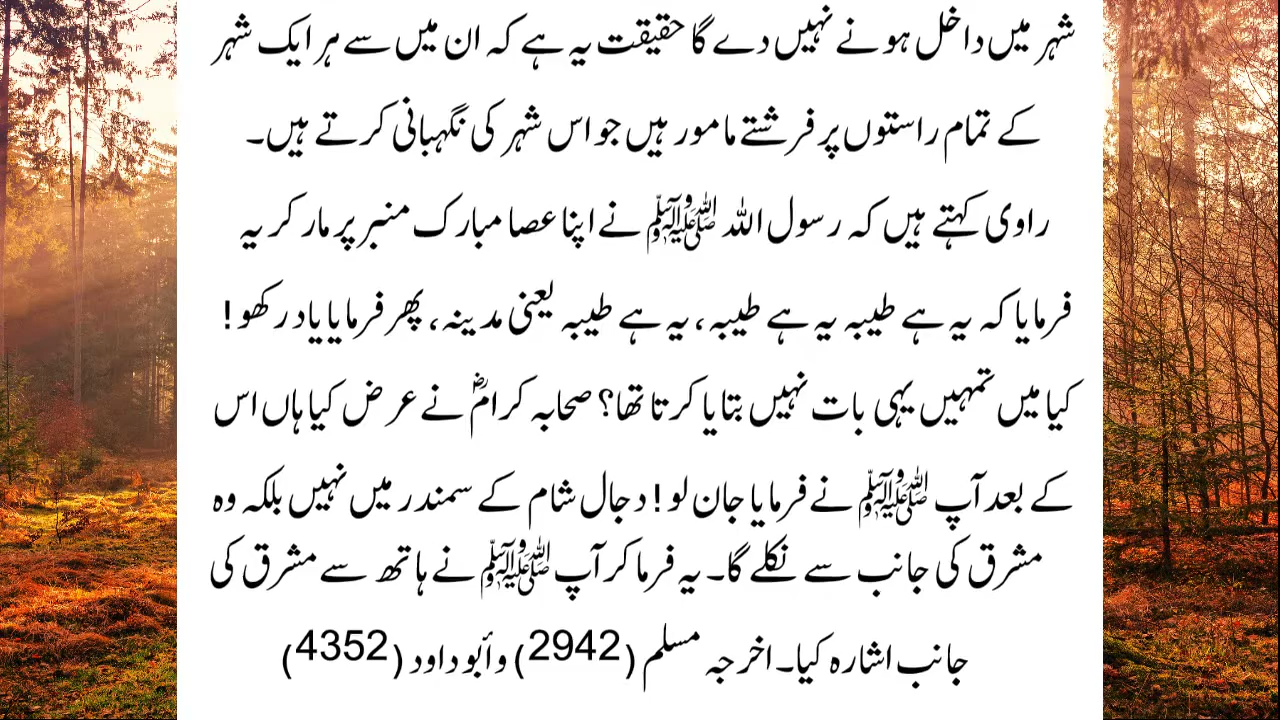 شہر میں داخل ہونے نہیں دے گا حقیقت یہ ہے کہ ان میں سے ہر ایک شہر
کے تمام راستوں پر فرشتے مامور ہیں جو اس شہر کی نگہبانی کرتے ہیں۔
راوی کہتے ہیں کہ رسول اللہ ﷺ نے اپنا عصا مبارک منبر پر مار کر یہ
فرمایا کہ یہ ہے طیبہ یہ ہے طیبہ، یہ ہے طیبہ یعنی مدینہ، پھر فرمایا یاد رکھو!
کیا میں تمہیں یہی بات نہیں بتایا کرتا تھا؟ صحابہ کرامؓ نے عرض کیا ہاں اس
کے بعد آپ ﷺ نے فرمایا جان لو! دجال شام کے سمندر میں نہیں بلکہ وہ
مشرق کی جانب سے نکلے گا۔ یہ فرما کر آپ ﷺ نے ہاتھ سے مشرق کی
جانب اشارہ کیا۔ اخرجہ مسلم (2942) وأبو داود (4352)